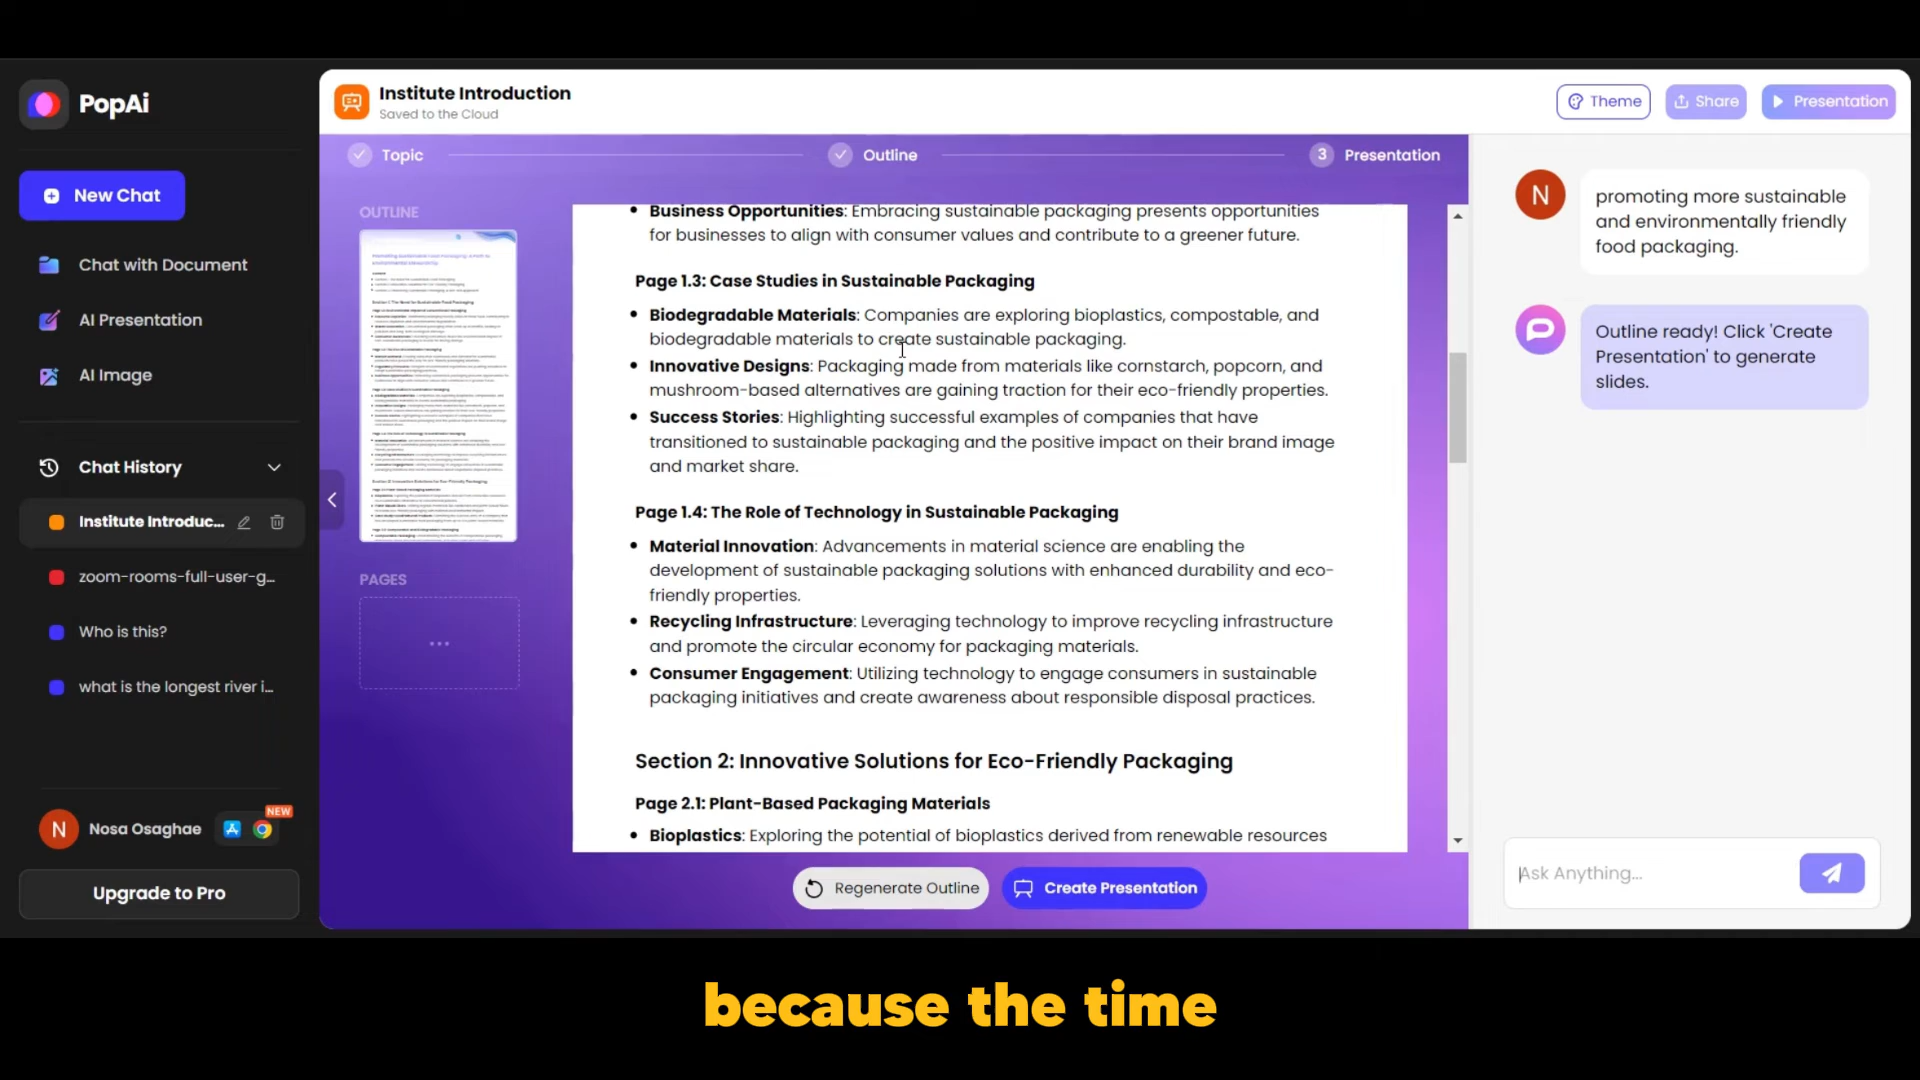 PopAi
New Chat
Chat with Document
AI Presentation
AI Image
Chat History
Institute Introduc...
zoom-rooms-full-user-g...
Who is this?
what is the longest river i...
NEW
N Nosa Osaghae
Upgrade to Pro
Institute Introduction
Saved to the Cloud
Theme Share Presentation
Topic Outline 3 Presentation
OUTLINE
PAGES
• Business Opportunities: Embracing sustainable packaging presents opportunities
for businesses to align with consumer values and contribute to a greener future.
Page 1.3: Case Studies in Sustainable Packaging
• Biodegradable Materials: Companies are exploring bioplastics, compostable, and
biodegradable materials to create sustainable packaging.
• Innovative Designs: Packaging made from materials like cornstarch, popcorn, and
mushroom-based alternatives are gaining traction for their eco-friendly properties.
• Success Stories: Highlighting successful examples of companies that have
transitioned to sustainable packaging and the positive impact on their brand image
and market share.
Page 1.4: The Role of Technology in Sustainable Packaging
• Material Innovation: Advancements in material science are enabling the
development of sustainable packaging solutions with enhanced durability and eco-
friendly properties.
• Recycling Infrastructure: Leveraging technology to improve recycling infrastructure
and promote the circular economy for packaging materials.
• Consumer Engagement: Utilizing technology to engage consumers in sustainable
packaging initiatives and create awareness about responsible disposal practices.
Section 2: Innovative Solutions for Eco-Friendly Packaging
Page 2.1: Plant-Based Packaging Materials
• Bioplastics: Exploring the potential of bioplastics derived from renewable resources
Regenerate Outline Create Presentation
N
promoting more sustainable
and environmentally friendly
food packaging.
Outline ready! Click 'Create
Presentation' to generate
slides.
Ask Anything...
because the time